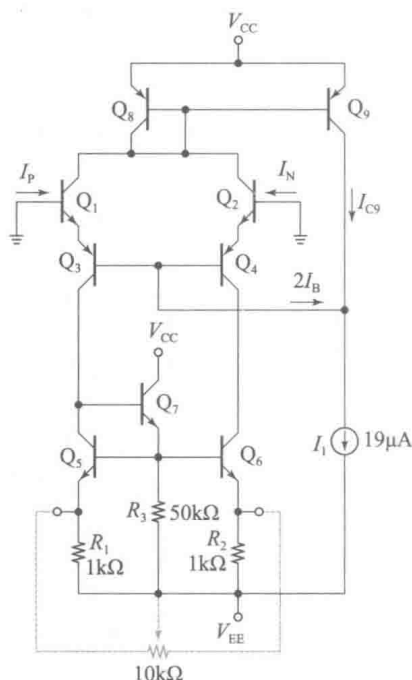 V_CC
Q_8
Q_9
I_P
I_N
Q_1
Q_2
I_C9
Q_3
Q_4
2I_B
V_CC
Q_7
I_1
19μA
Q_5
Q_6
R_3
50kΩ
R_1
1kΩ
R_2
1kΩ
V_EE
10kΩ